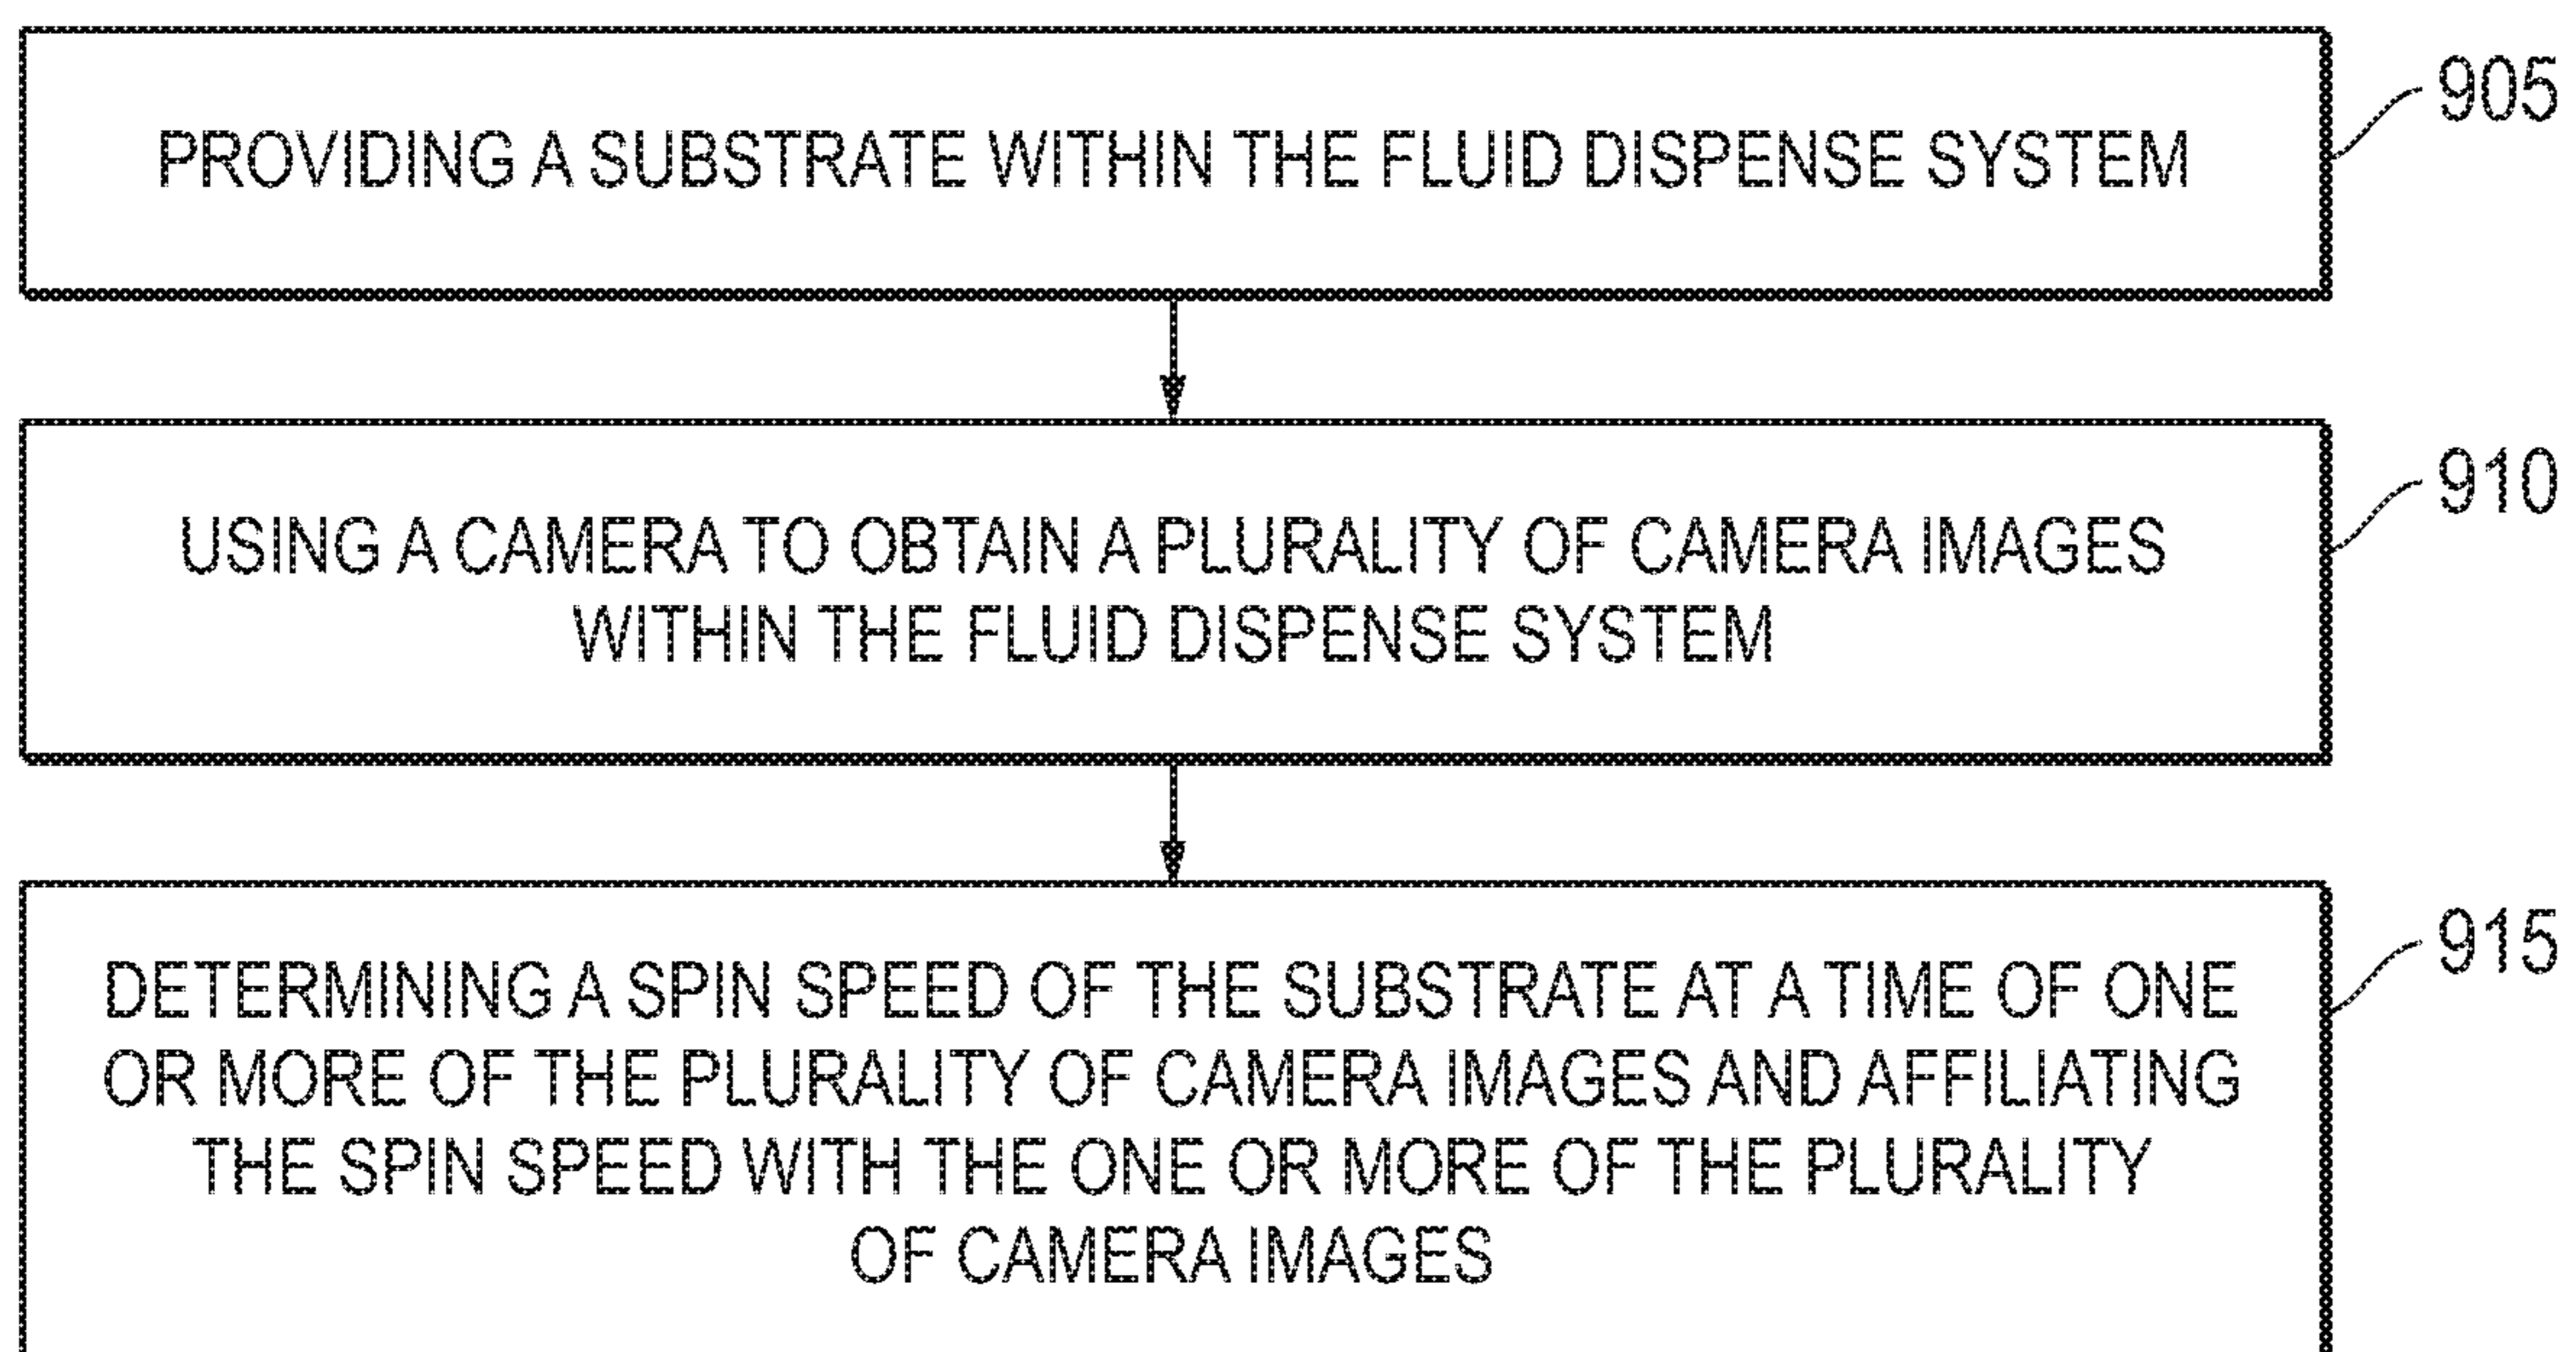 PROVIDING A SUBSTRATE WITHIN THE FLUID DISPENSE SYSTEM
905
USING A CAMERA TO OBTAIN A PLURALITY OF CAMERA IMAGES
WITHIN THE FLUID DISPENSE SYSTEM
910
DETERMINING A SPIN SPEED OF THE SUBSTRATE AT A TIME OF ONE
OR MORE OF THE PLURALITY OF CAMERA IMAGES AND AFFILIATING
THE SPIN SPEED WITH THE ONE OR MORE OF THE PLURALITY
OF CAMERA IMAGES
915